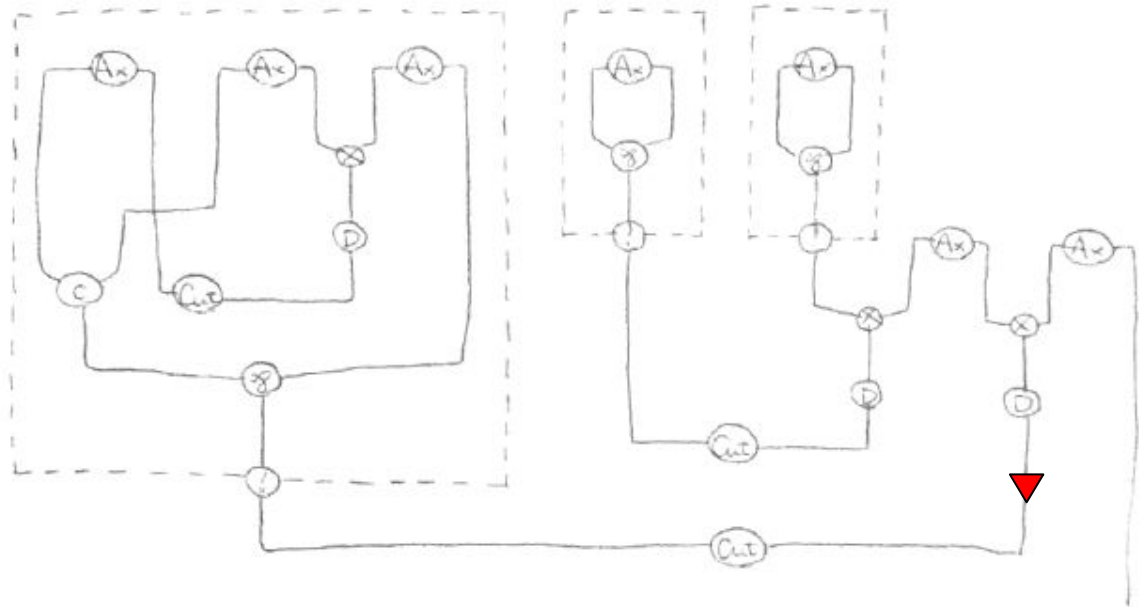 Ax Ax Ax Ax Ax
⊗ ⅋ ⅋
D ! ! Ax Ax
C Cut ⊗ ⊗
⅋ D D
Cut
!
Cut